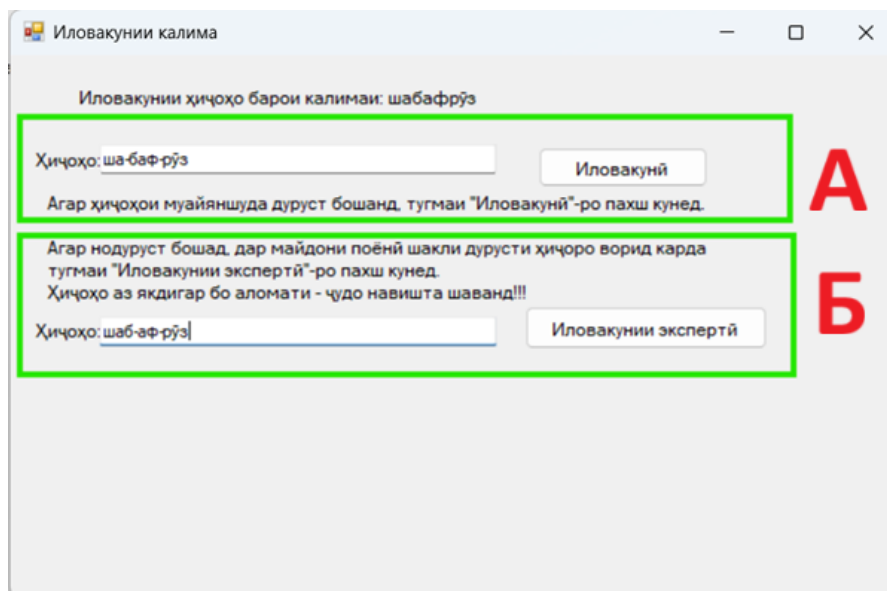 Иловакунии калима
Иловакунии ҳиҷоҳо барои калимаи: шабафрӯз
Ҳиҷоҳо: ша-баф-рӯз
Иловакунӣ
А
Агар ҳиҷоҳои муайяншуда дуруст бошанд, тугмаи "Иловакунӣ"-ро пахш кунед.
Агар нодуруст бошад, дар майдони поёнӣ шакли дурусти ҳиҷоро ворид карда
тугмаи "Иловакунии экспертӣ"-ро пахш кунед.
Ҳиҷоҳо аз якдигар бо аломати - ҷудо навишта шаванд!!!
Б
Ҳиҷоҳо: шаб-аф-рӯз
Иловакунии экспертӣ